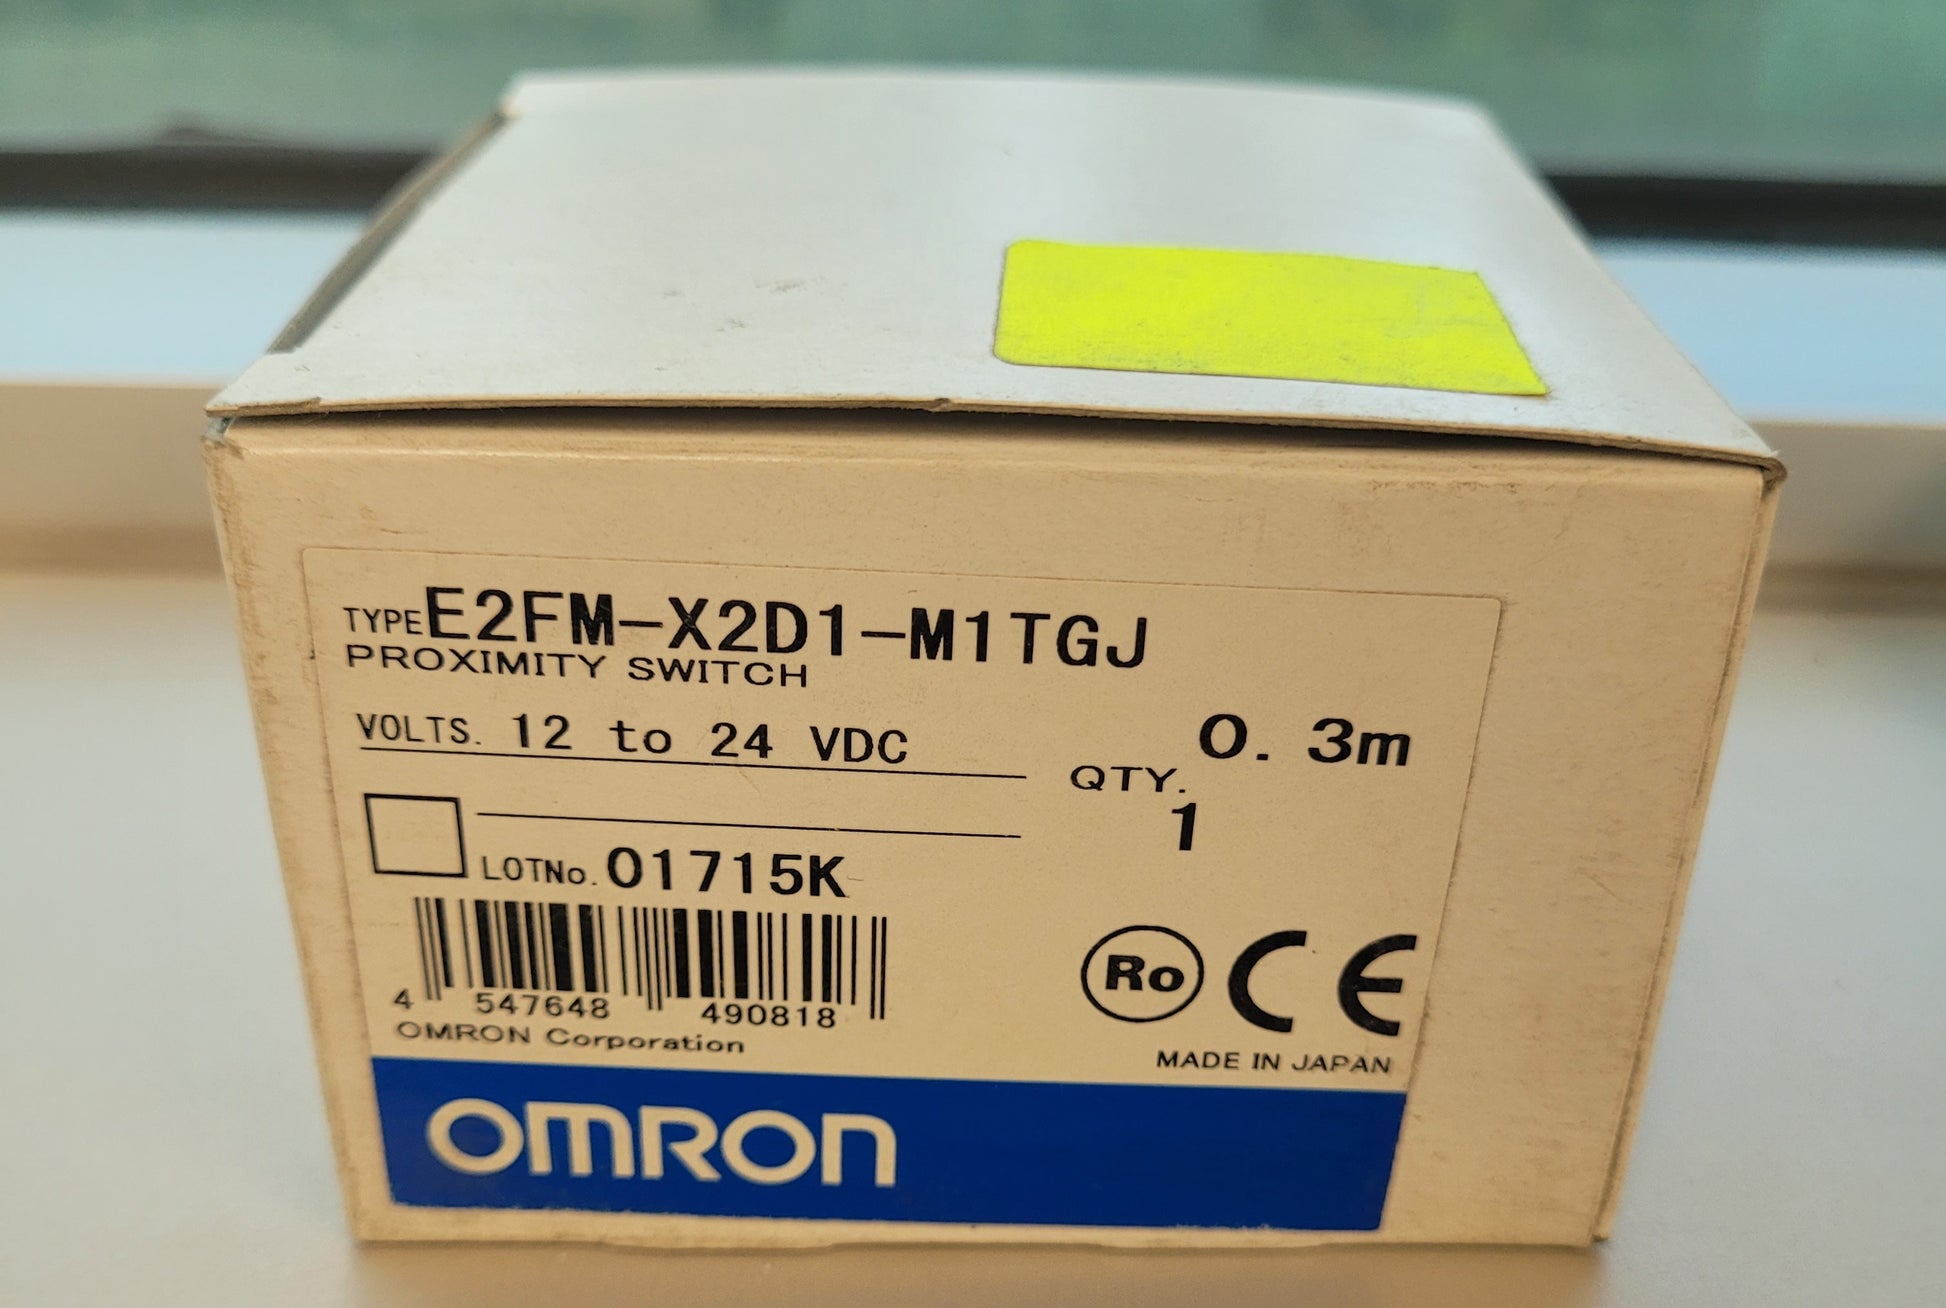 TYPE E2FM-X2D1-M1TGJ
PROXIMITY SWITCH
VOLTS. 12 to 24 VDC
0. 3m
QTY.
1
LOTNo. 01715K
4 547648 490818
OMRON Corporation
Ro CE
MADE IN JAPAN
OMRON